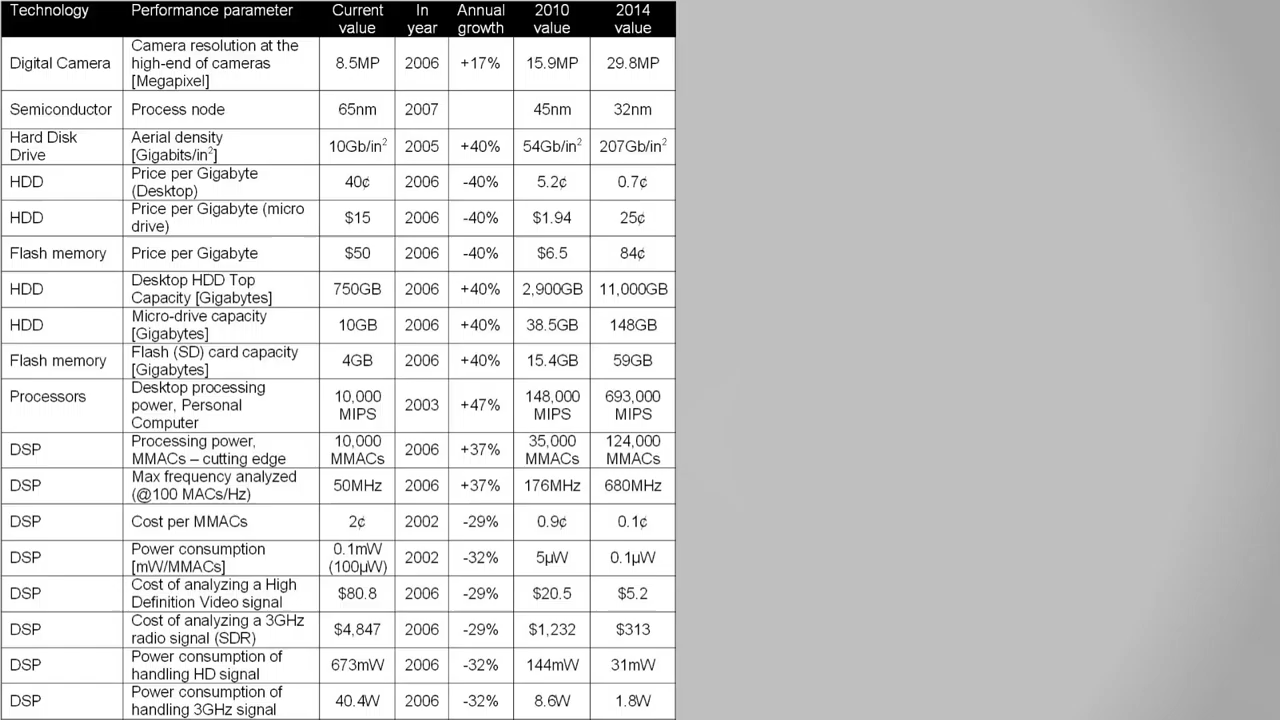 Technology Performance parameter Current value In year Annual growth 2010 value 2014 value
Digital Camera Camera resolution at the high-end of cameras [Megapixel] 8.5MP 2006 +17% 15.9MP 29.8MP
Semiconductor Process node 65nm 2007 45nm 32nm
Hard Disk Drive Aerial density [Gigabits/in²] 10Gb/in² 2005 +40% 54Gb/in² 207Gb/in²
HDD Price per Gigabyte (Desktop) 40¢ 2006 -40% 5.2¢ 0.7¢
HDD Price per Gigabyte (micro drive) $15 2006 -40% $1.94 25¢
Flash memory Price per Gigabyte $50 2006 -40% $6.5 84¢
HDD Desktop HDD Top Capacity [Gigabytes] 750GB 2006 +40% 2,900GB 11,000GB
HDD Micro-drive capacity [Gigabytes] 10GB 2006 +40% 38.5GB 148GB
Flash memory Flash (SD) card capacity [Gigabytes] 4GB 2006 +40% 15.4GB 59GB
Processors Desktop processing power, Personal Computer 10,000 MIPS 2003 +47% 148,000 MIPS 693,000 MIPS
DSP Processing power, MMACs – cutting edge 10,000 MMACs 2006 +37% 35,000 MMACs 124,000 MMACs
DSP Max frequency analyzed (@100 MACs/Hz) 50MHz 2006 +37% 176MHz 680MHz
DSP Cost per MMACs 2¢ 2002 -29% 0.9¢ 0.1¢
DSP Power consumption [mW/MMACs] 0.1mW (100µW) 2002 -32% 5µW 0.1µW
DSP Cost of analyzing a High Definition Video signal $80.8 2006 -29% $20.5 $5.2
DSP Cost of analyzing a 3GHz radio signal (SDR) $4,847 2006 -29% $1,232 $313
DSP Power consumption of handling HD signal 673mW 2006 -32% 144mW 31mW
DSP Power consumption of handling 3GHz signal 40.4W 2006 -32% 8.6W 1.8W